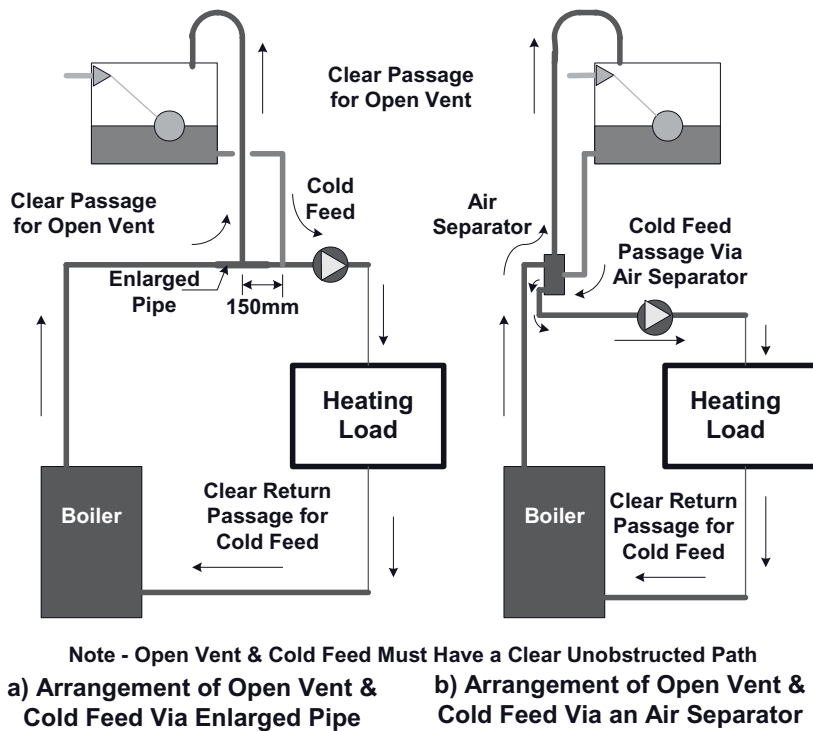 Clear Passage
for Open Vent
Cold
Feed
Clear Passage
for Open Vent
Enlarged
Pipe
150mm
Heating
Load
Boiler
Clear Return
Passage for
Cold Feed
Air
Separator
Cold Feed
Passage Via
Air Separator
Heating
Load
Boiler
Clear Return
Passage for
Cold Feed
Note - Open Vent & Cold Feed Must Have a Clear Unobstructed Path
a) Arrangement of Open Vent &
Cold Feed Via Enlarged Pipe
b) Arrangement of Open Vent &
Cold Feed Via an Air Separator